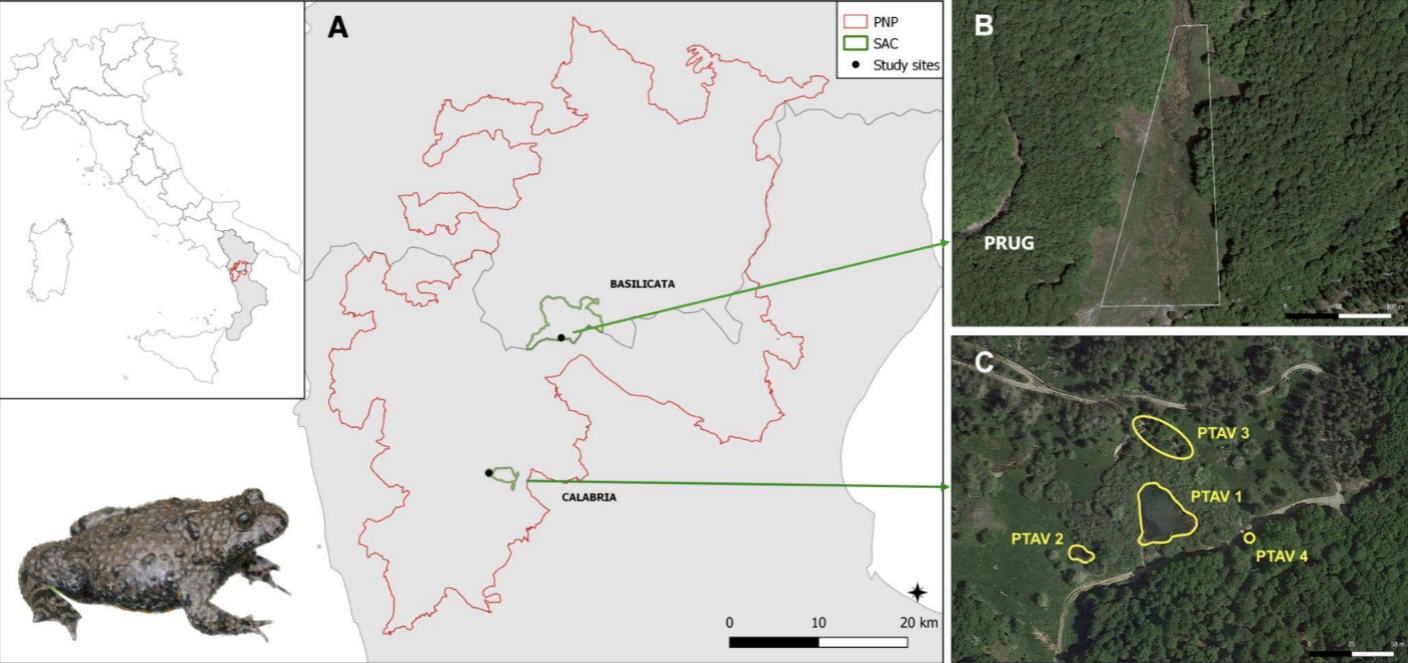 A
PNP
SAC
Study sites
BASILICATA
CALABRIA
0 10 20 km
B
PRUG
C
PTAV 3
PTAV 1
PTAV 2
PTAV 4